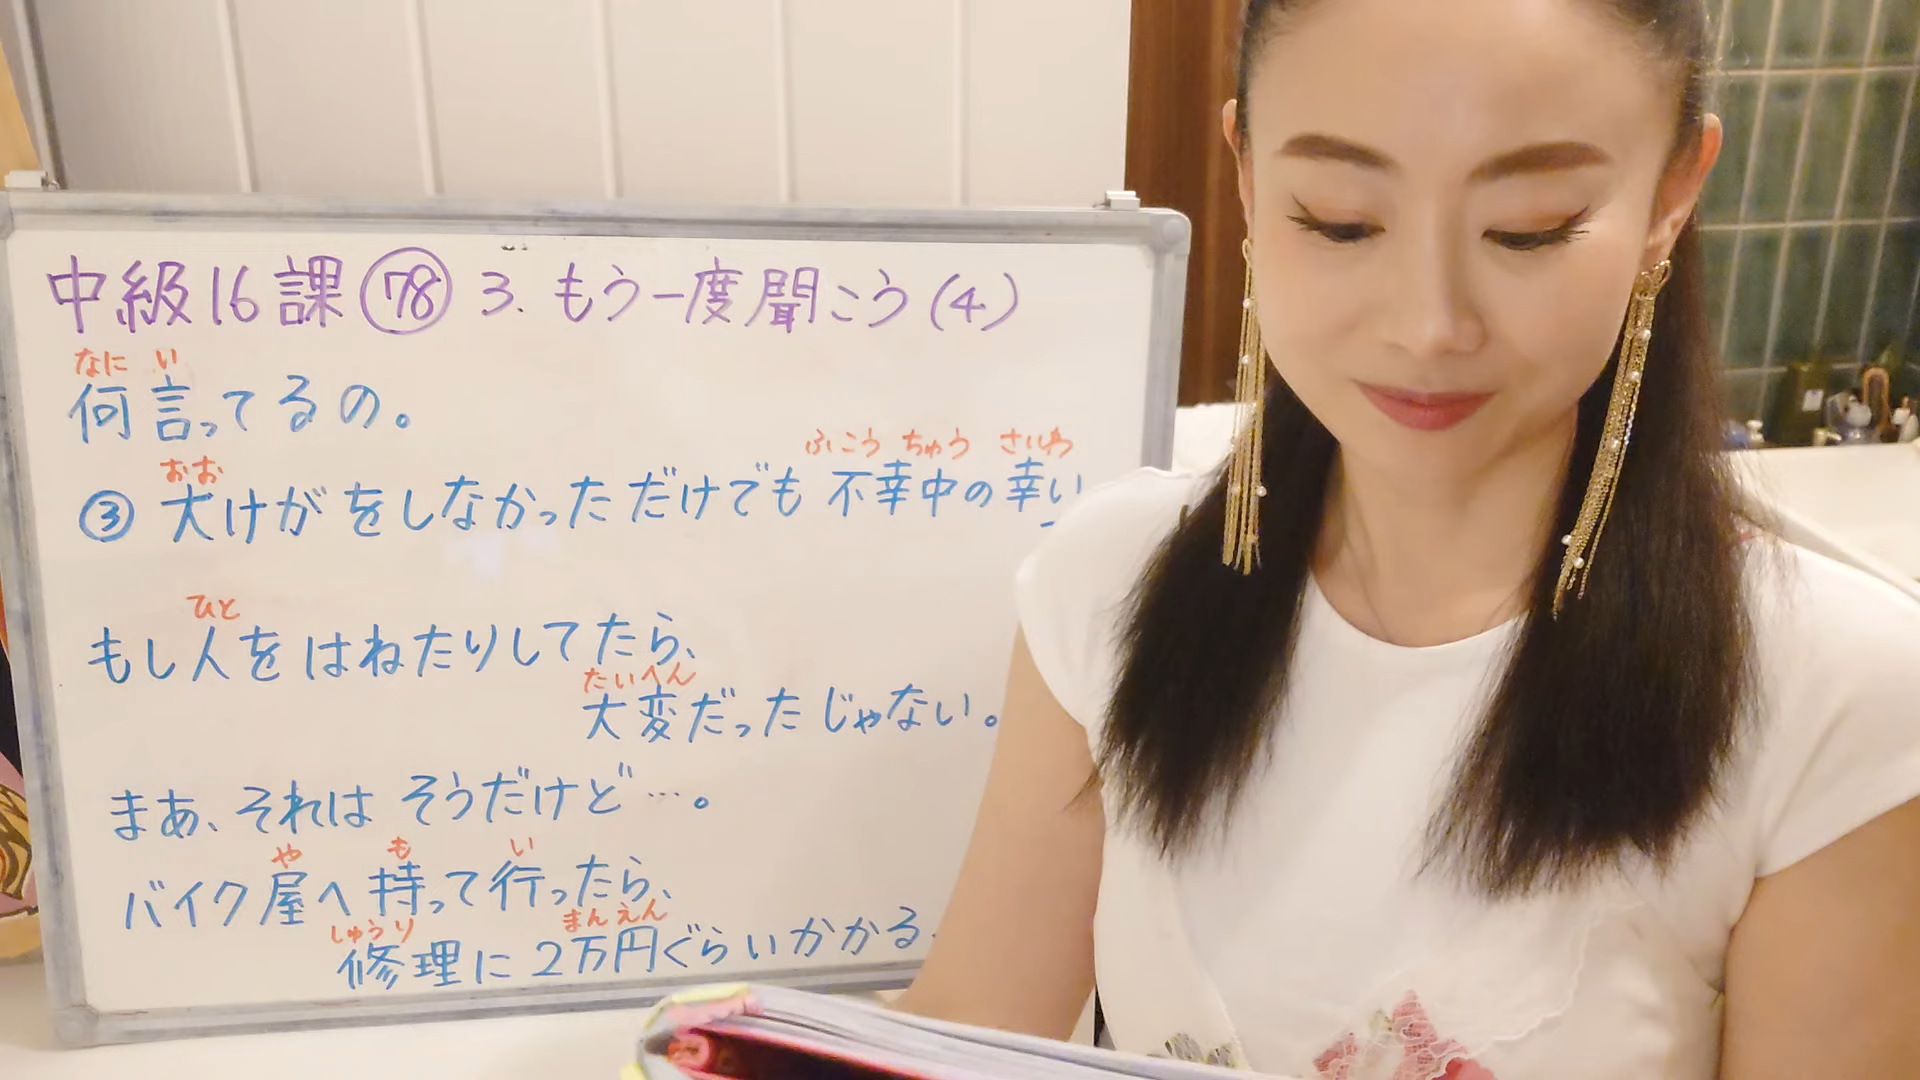 中級16課 78 3. もう一度聞こう(4)
なに い
何言ってるの。
おお ふこう ちゅう さいわ
③ 大けがをしなかっただけでも不幸中の幸い
ひと
もし人をはねたりしてたら、
たいへん
大変だったじゃない。
まあ、それはそうだけど…。
や も い
バイク屋へ持って行ったら、
しゅうり まんえん
修理に2万円ぐらいかかる